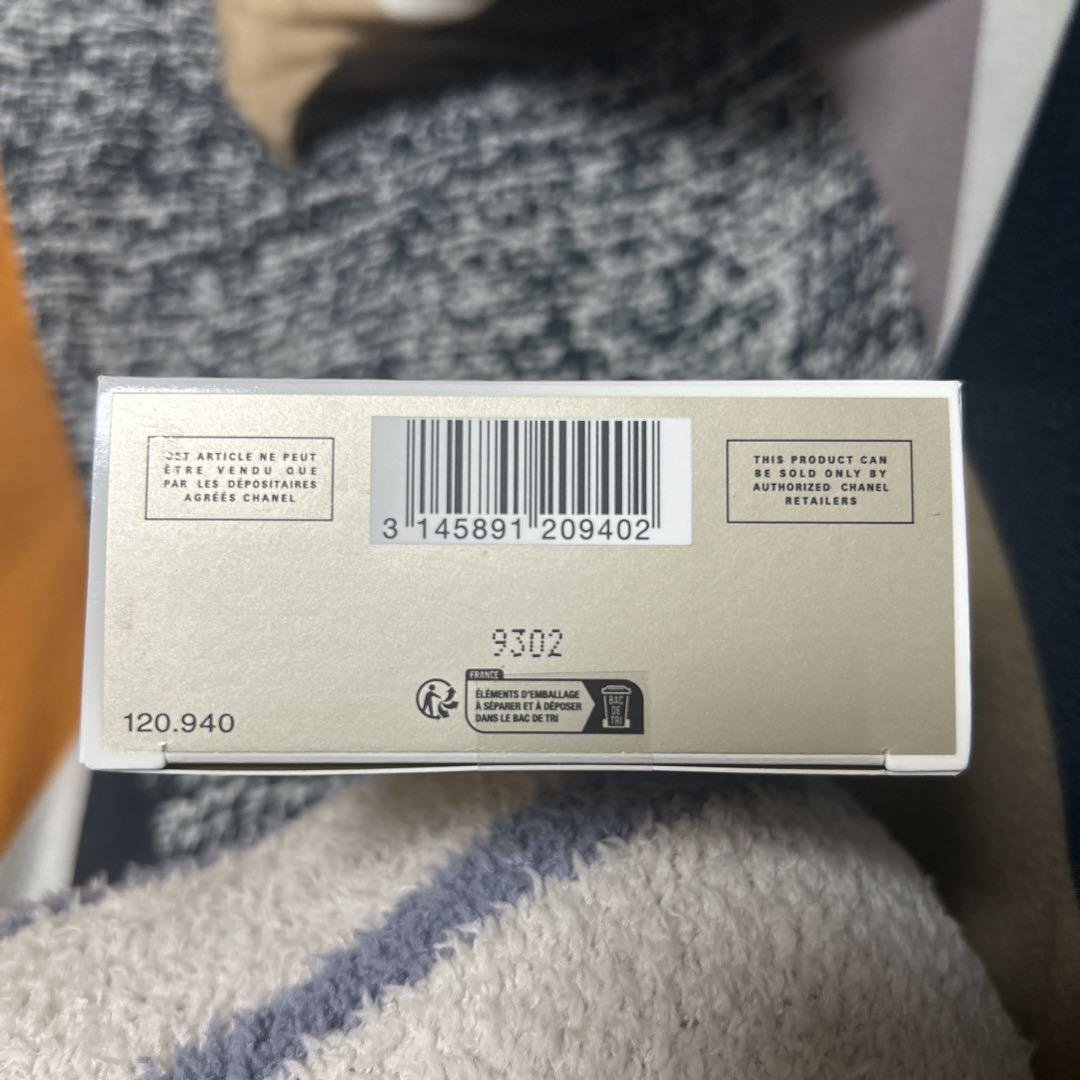 CET ARTICLE NE PEUT
ÊTRE VENDU QUE
PAR LES DÉPOSITAIRES
AGRÉÉS CHANEL
3 145891 209402
THIS PRODUCT CAN
BE SOLD ONLY BY
AUTHORIZED CHANEL
RETAILERS
9302
FRANCE
ÉLÉMENTS D'EMBALLAGE
À SÉPARER ET À DÉPOSER
DANS LE BAC DE TRI
BAC
DE
TRI
120.940